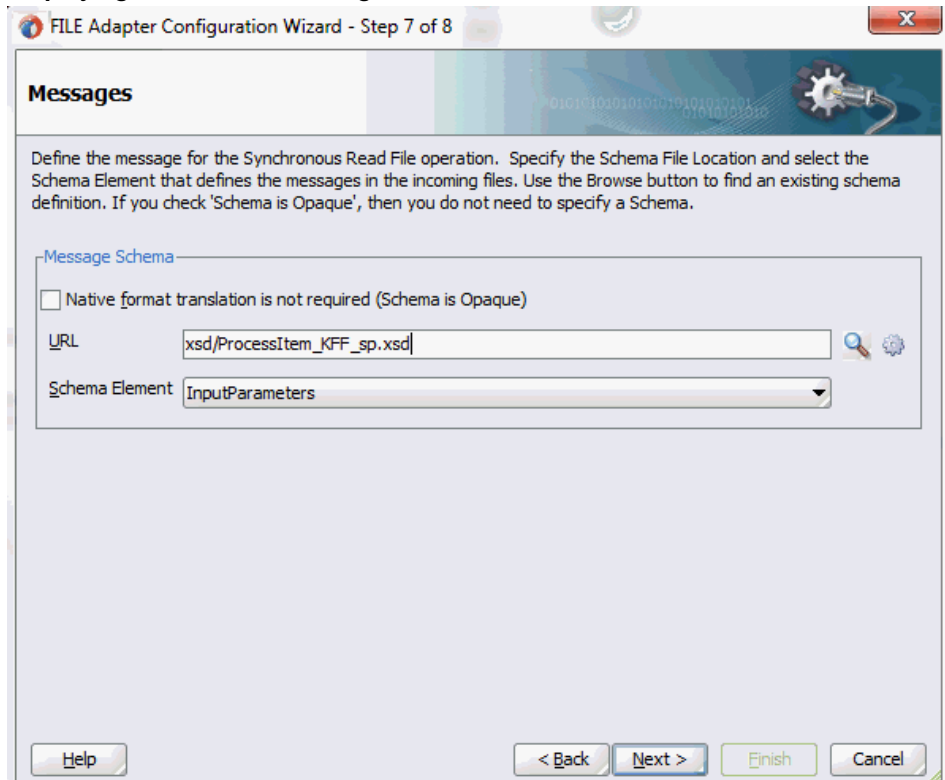 FILE Adapter Configuration Wizard - Step 7 of 8
X
Messages
Define the message for the Synchronous Read File operation. Specify the Schema File Location and select the
Schema Element that defines the messages in the incoming files. Use the Browse button to find an existing schema
definition. If you check 'Schema is Opaque', then you do not need to specify a Schema.
Message Schema
Native format translation is not required (Schema is Opaque)
URL xsd/ProcessItem_KFF_sp.xsd
Schema Element InputParameters
Help < Back Next > Finish Cancel